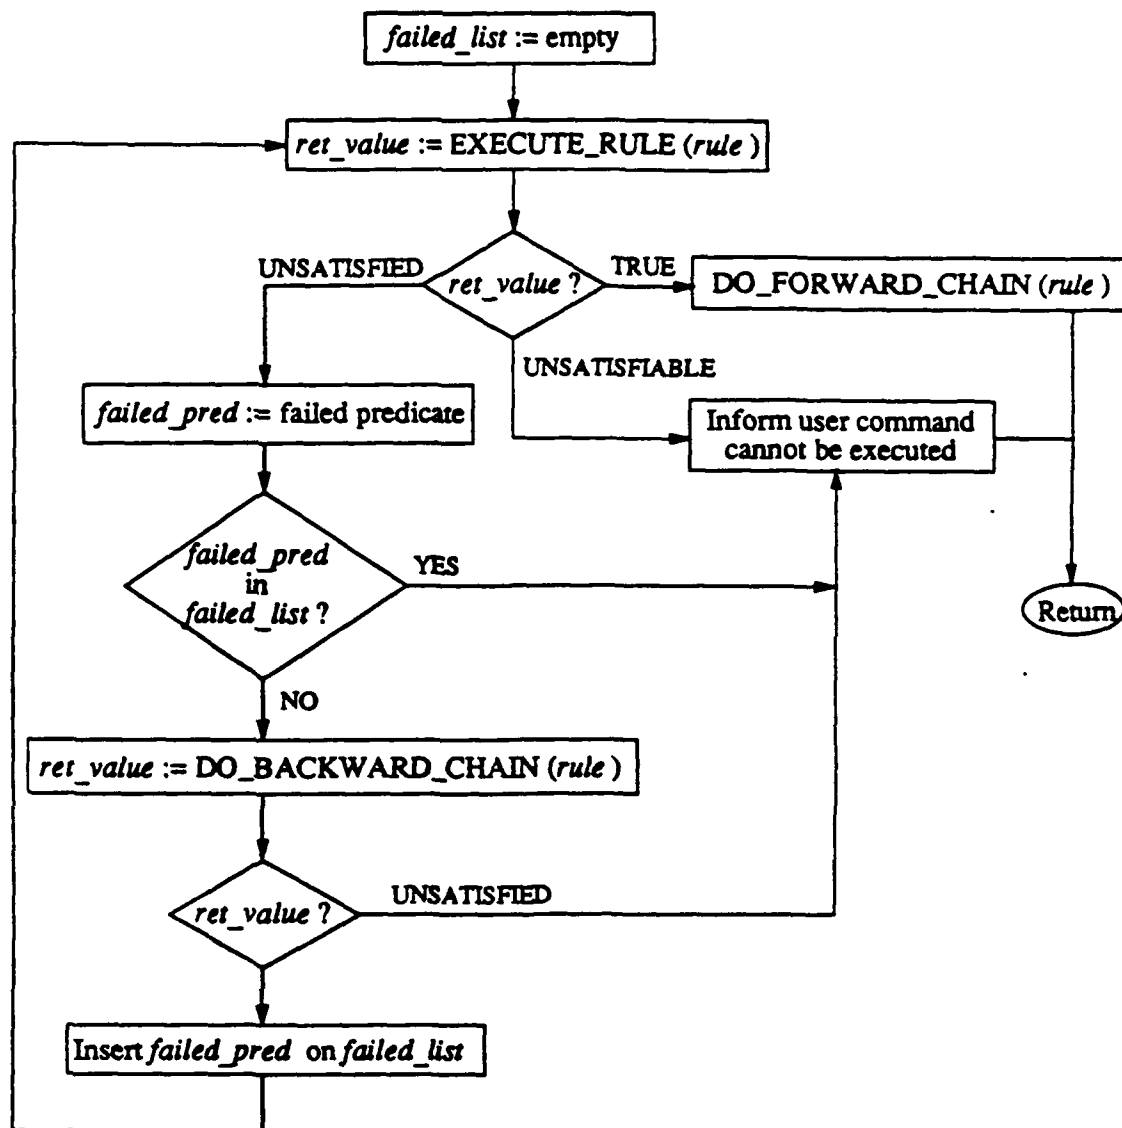 failed_list := empty
ret_value := EXECUTE_RULE (rule )
UNSATISFIED
ret_value ?
TRUE
DO_FORWARD_CHAIN (rule )
UNSATISFIABLE
failed_pred := failed predicate
Inform user command
cannot be executed
failed_pred
in
failed_list ?
YES
Return
NO
ret_value := DO_BACKWARD_CHAIN (rule )
ret_value ?
UNSATISFIED
Insert failed_pred on failed_list